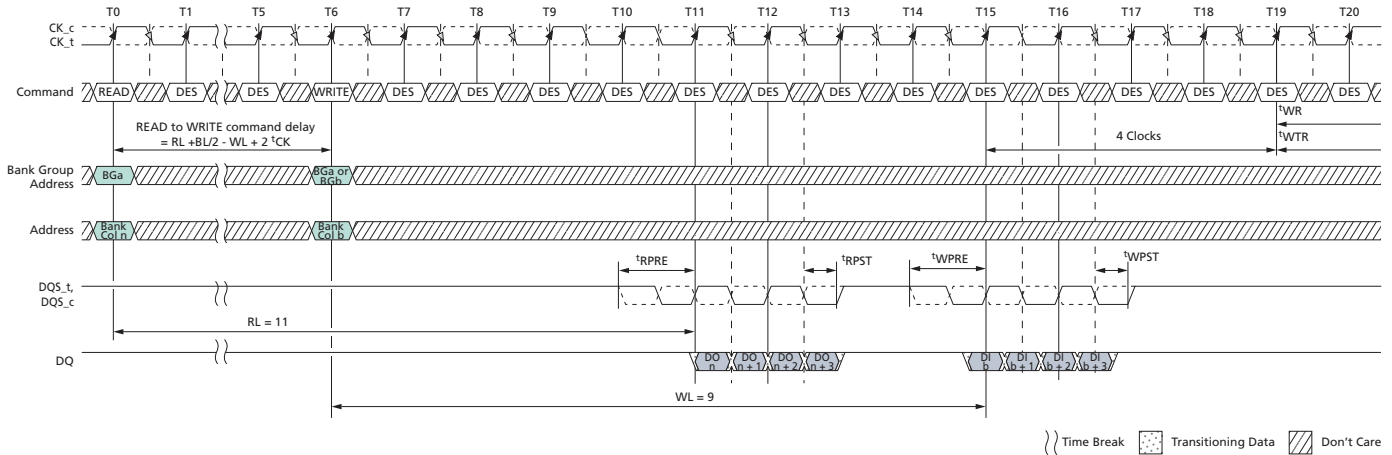 T0 T1 T5 T6 T7 T8 T9 T10 T11 T12 T13 T14 T15 T16 T17 T18 T19 T20
CK_c
CK_t
Command READ DES DES WRITE DES DES DES DES DES DES DES DES DES DES DES DES DES DES
READ to WRITE command delay
= RL +BL/2 - WL + 2 tCK
4 Clocks
tWR
tWTR
Bank Group
Address
BGa
BGa or
BGb
Address
Bank
Col n
Bank
Col b
tRPRE tRPST tWPRE tWPST
DQS_t,
DQS_c
RL = 11
DQ
DO
n
DO
n + 1
DO
n + 2
DO
n + 3
DI
b
DI
b + 1
DI
b + 2
DI
b + 3
WL = 9
Time Break Transitioning Data Don't Care